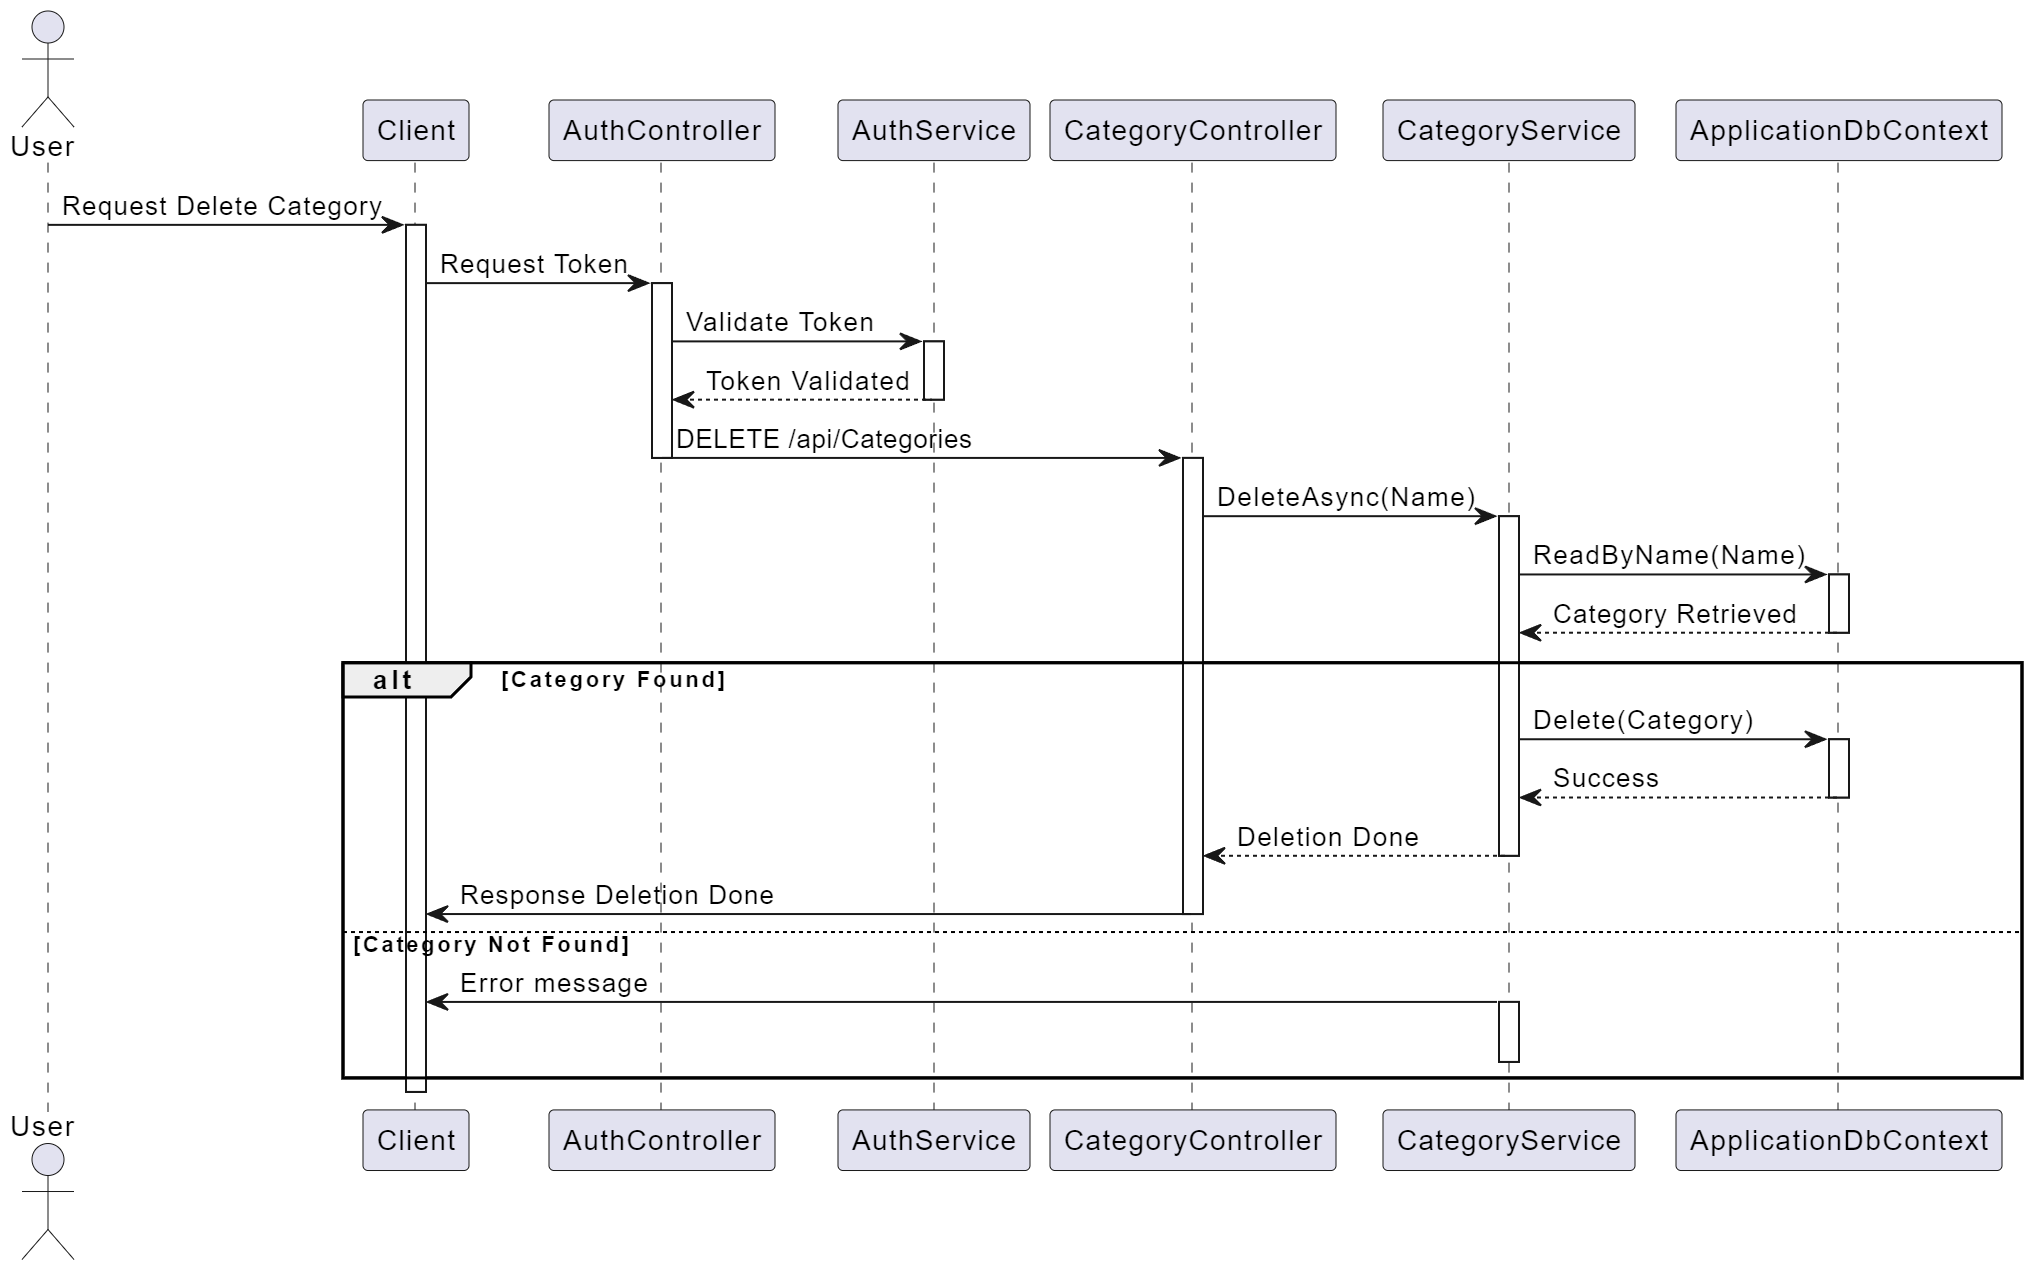 User
Client
AuthController
AuthService
CategoryController
CategoryService
ApplicationDbContext
Request Delete Category
Request Token
Validate Token
Token Validated
DELETE /api/Categories
DeleteAsync(Name)
ReadByName(Name)
Category Retrieved
alt
[Category Found]
Delete(Category)
Success
Deletion Done
Response Deletion Done
[Category Not Found]
Error message
User
Client
AuthController
AuthService
CategoryController
CategoryService
ApplicationDbContext